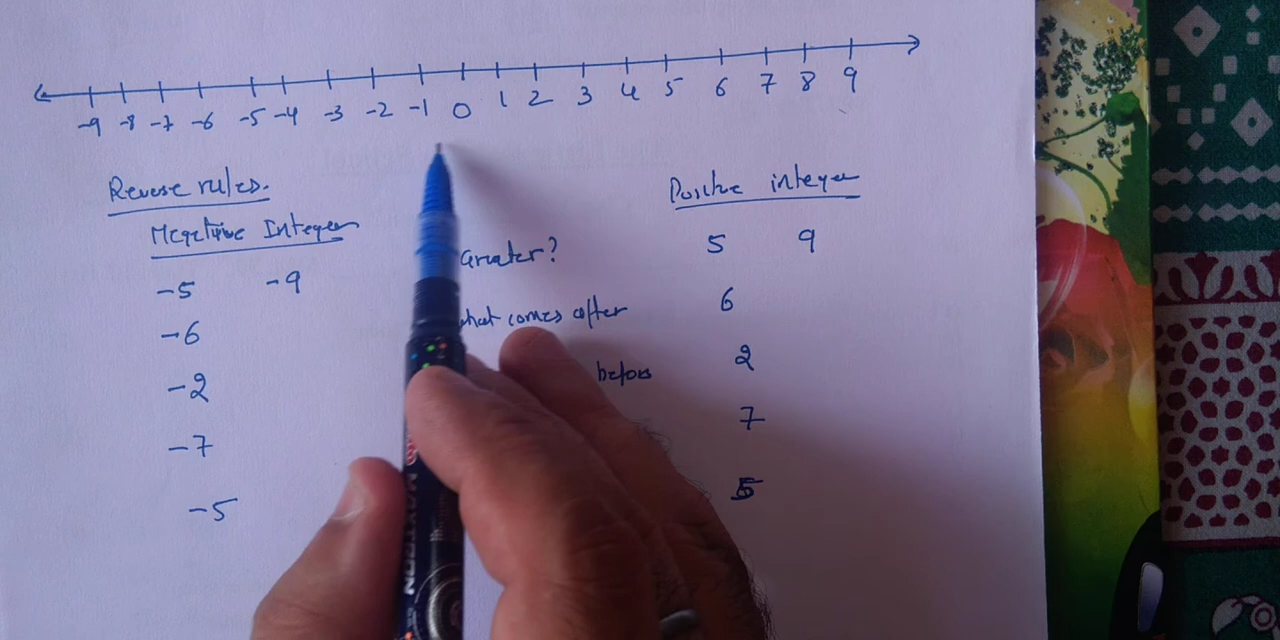 -9 -8 -7 -6 -5 -4 -3 -2 -1 0 1 2 3 4 5 6 7 8 9
Reverse rules. Positive integer
Negative Integer
Greater? 5 9
-5 -9
what comes after 6
-6
before 2
-2
7
-7
5
-5